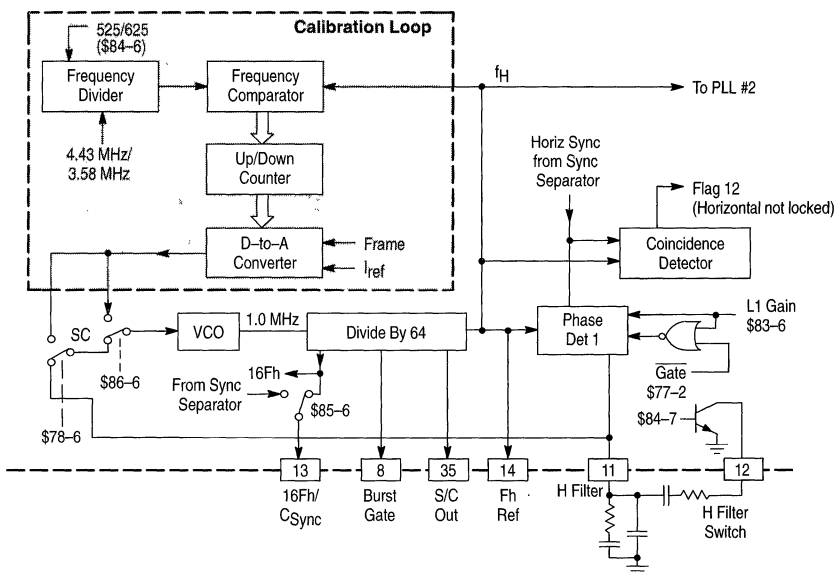 Calibration Loop
525/625
($84–6)
Frequency
Divider
4.43 MHz/
3.58 MHz
Frequency
Comparator
Up/Down
Counter
D–to–A
Converter
Frame
Iref
fH
To PLL #2
Horiz Sync
from Sync
Separator
Flag 12
(Horizontal not locked)
Coincidence
Detector
SC
VCO
1.0 MHz
Divide By 64
Phase
Det 1
L1 Gain
$83–6
Gate
$77–2
$84–7
$86–6
$78–6
16Fh
From Sync
Separator
$85–6
13
8
35
14
11
12
16Fh/
CSync
Burst
Gate
S/C
Out
Fh
Ref
H Filter
H Filter
Switch